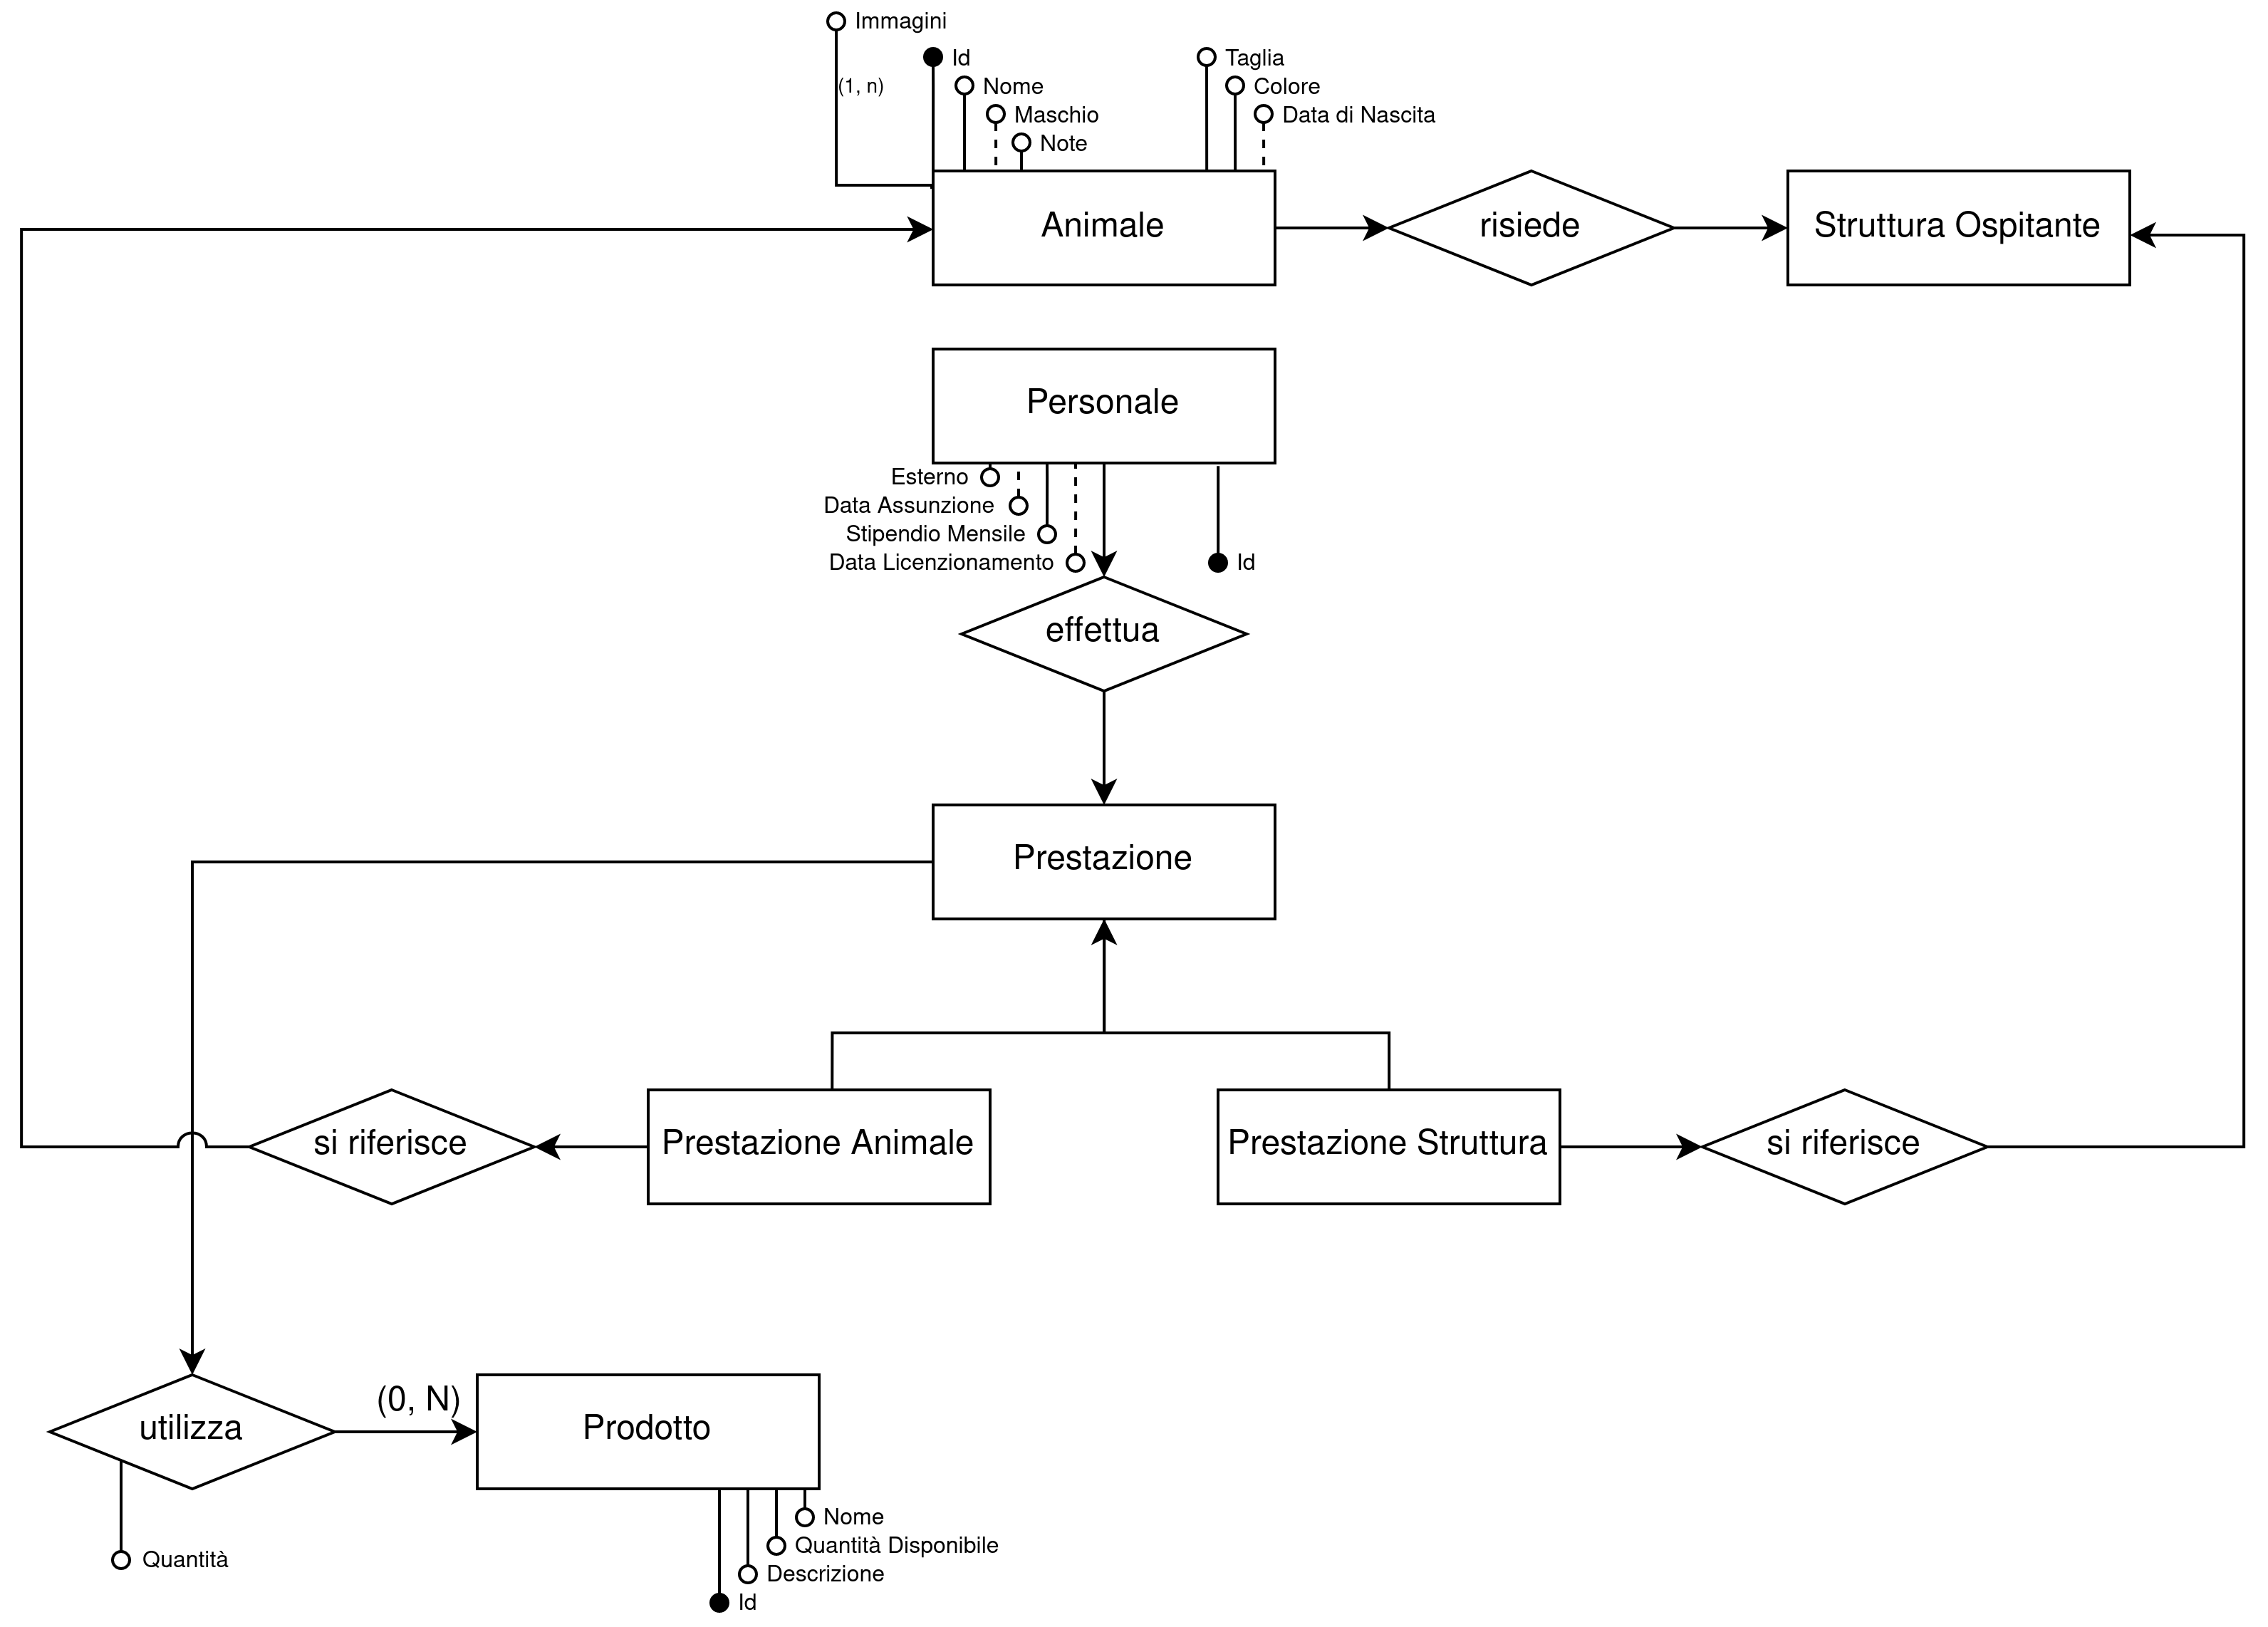 Immagini
Id
Taglia
(1, n)
Nome
Colore
Maschio
Data di Nascita
Note
Animale
risiede
Struttura Ospitante
Personale
Esterno
Data Assunzione
Stipendio Mensile
Data Licenzionamento
Id
effettua
Prestazione
si riferisce
Prestazione Animale
Prestazione Struttura
si riferisce
(0, N)
utilizza
Prodotto
Nome
Quantità Disponibile
Quantità
Descrizione
Id